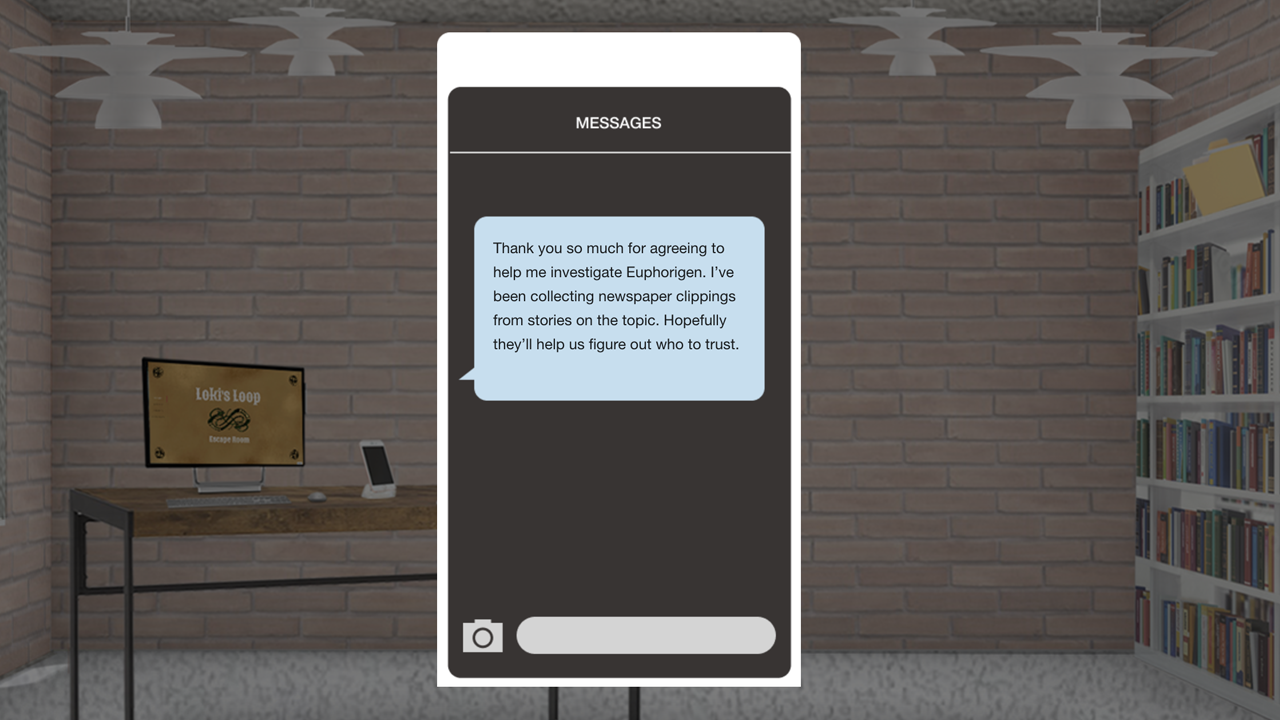 MESSAGES
Thank you so much for agreeing to
help me investigate Euphorigen. I’ve
been collecting newspaper clippings
from stories on the topic. Hopefully
they’ll help us figure out who to trust.
Loki's Loop
Escape Room